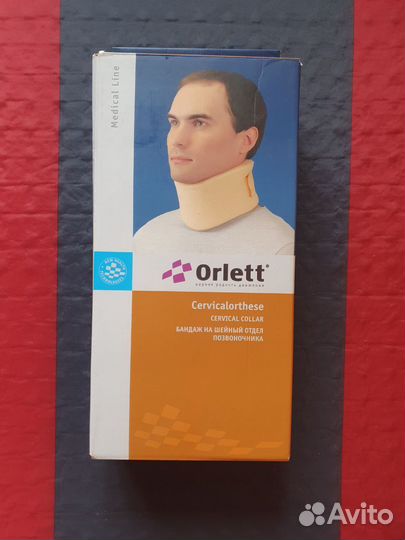 Medical Line
Orlett®
Cervicalorthese
CERVICAL COLLAR
БАНДАЖ НА ШЕЙНЫЙ ОТДЕЛ
ПОЗВОНОЧНИКА
Avito